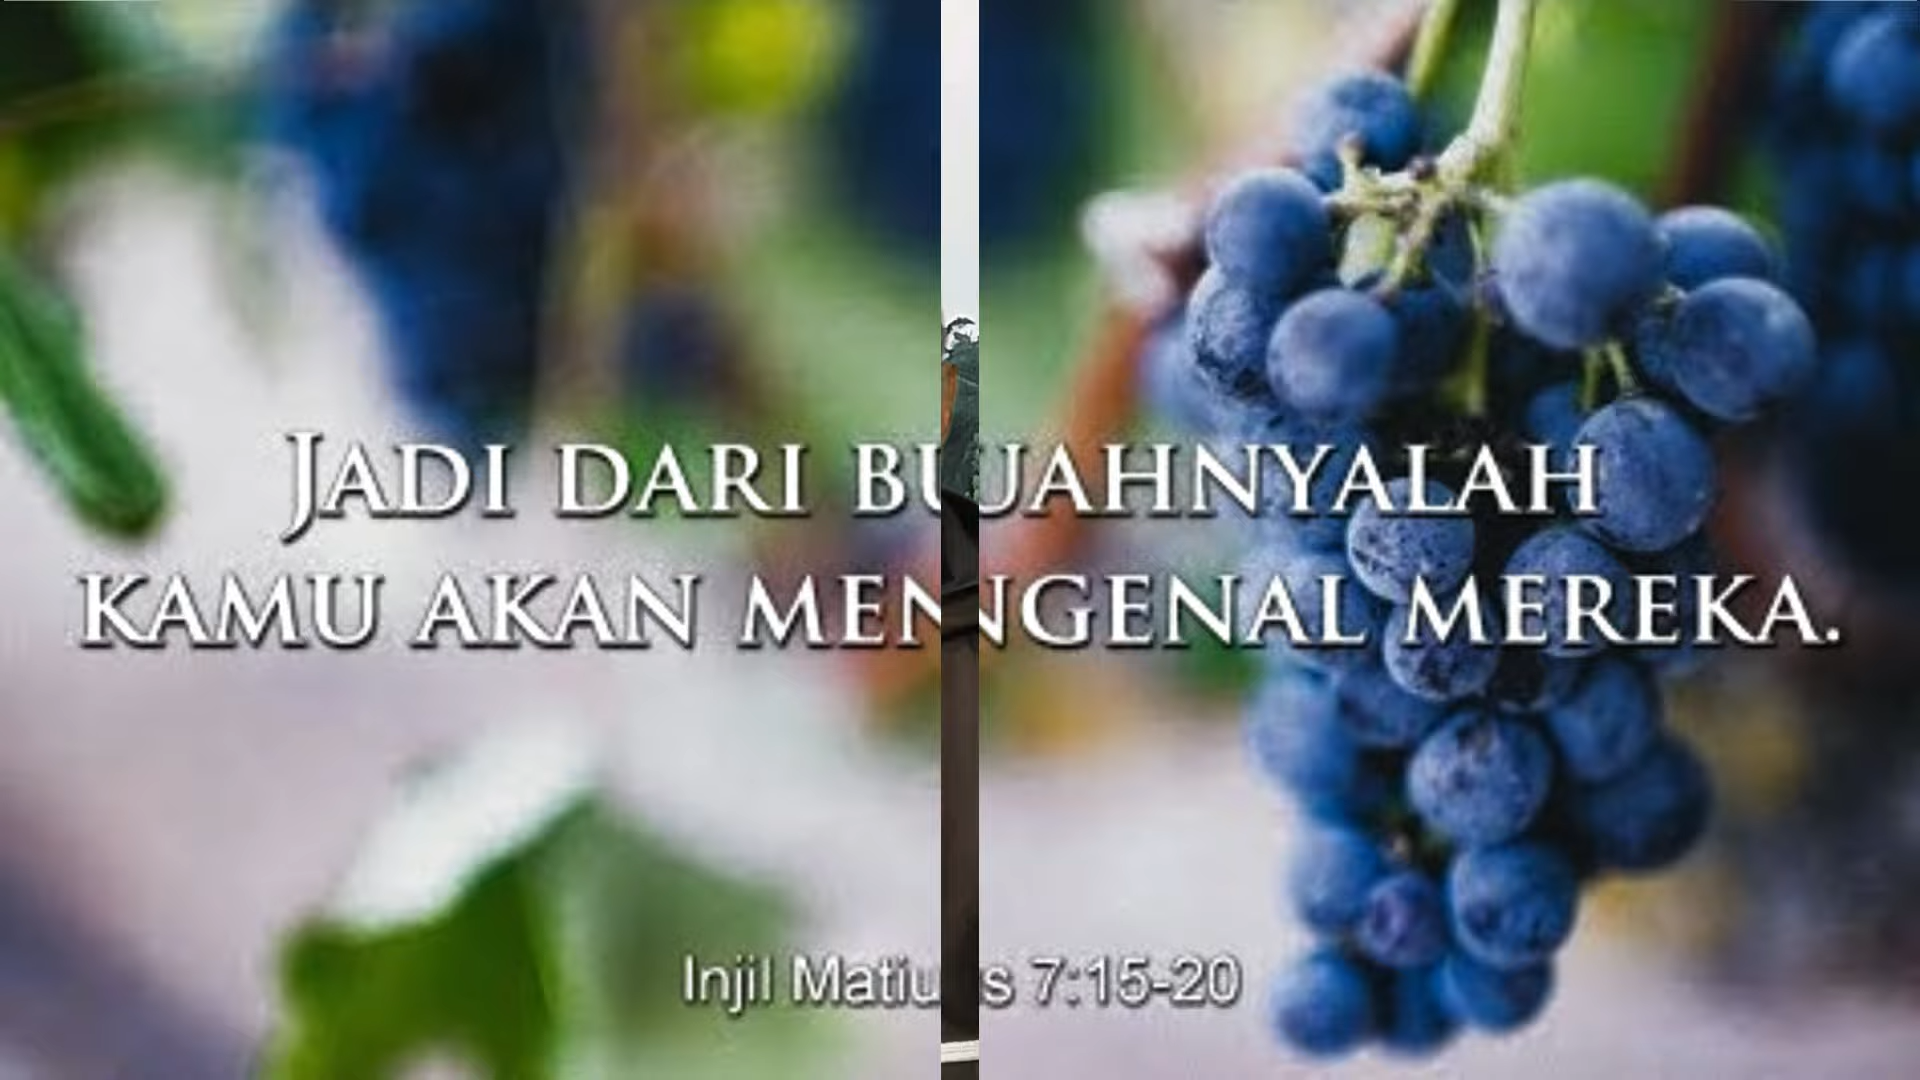 JADI DARI BUAHNYALAH
KAMU AKAN MENGENAL MEREKA.
Injil Matius 7:15-20